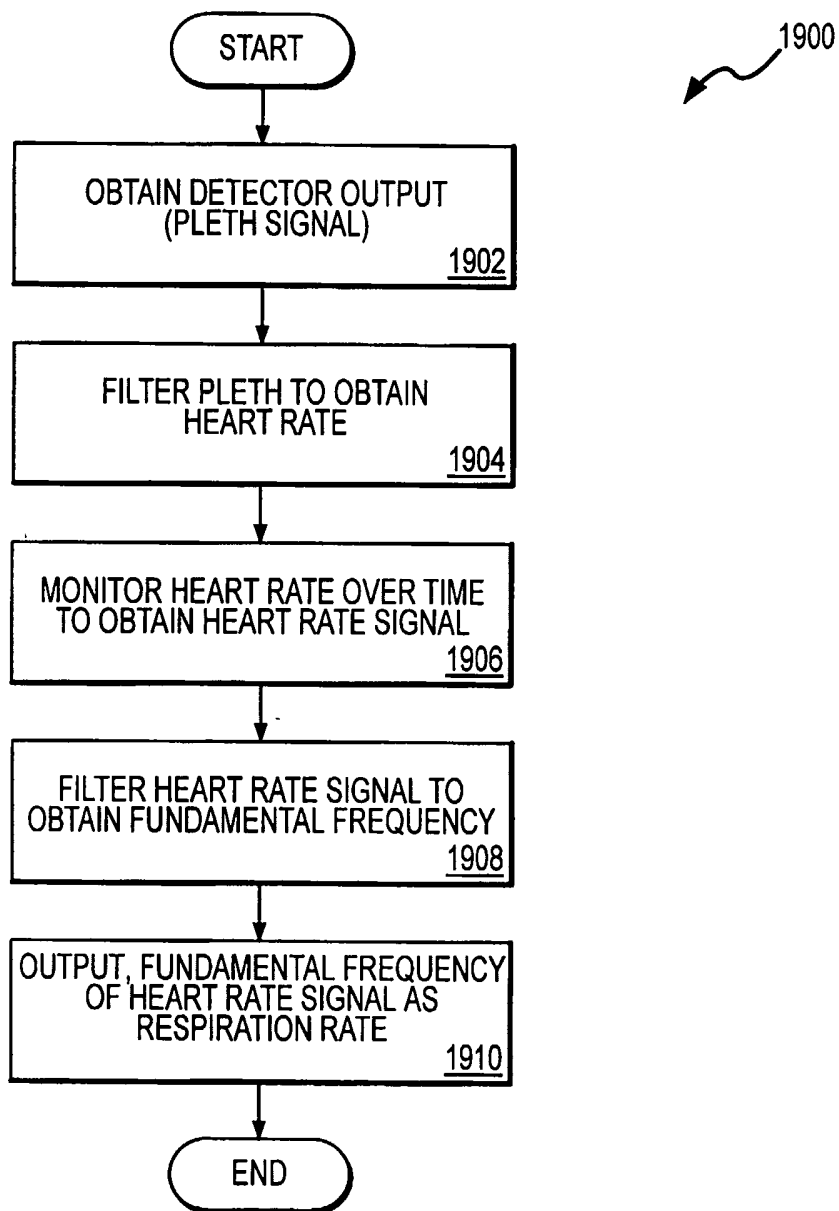 START
1900
OBTAIN DETECTOR OUTPUT
(PLETH SIGNAL)
1902
FILTER PLETH TO OBTAIN
HEART RATE
1904
MONITOR HEART RATE OVER TIME
TO OBTAIN HEART RATE SIGNAL
1906
FILTER HEART RATE SIGNAL TO
OBTAIN FUNDAMENTAL FREQUENCY
1908
OUTPUT, FUNDAMENTAL FREQUENCY
OF HEART RATE SIGNAL AS
RESPIRATION RATE
1910
END